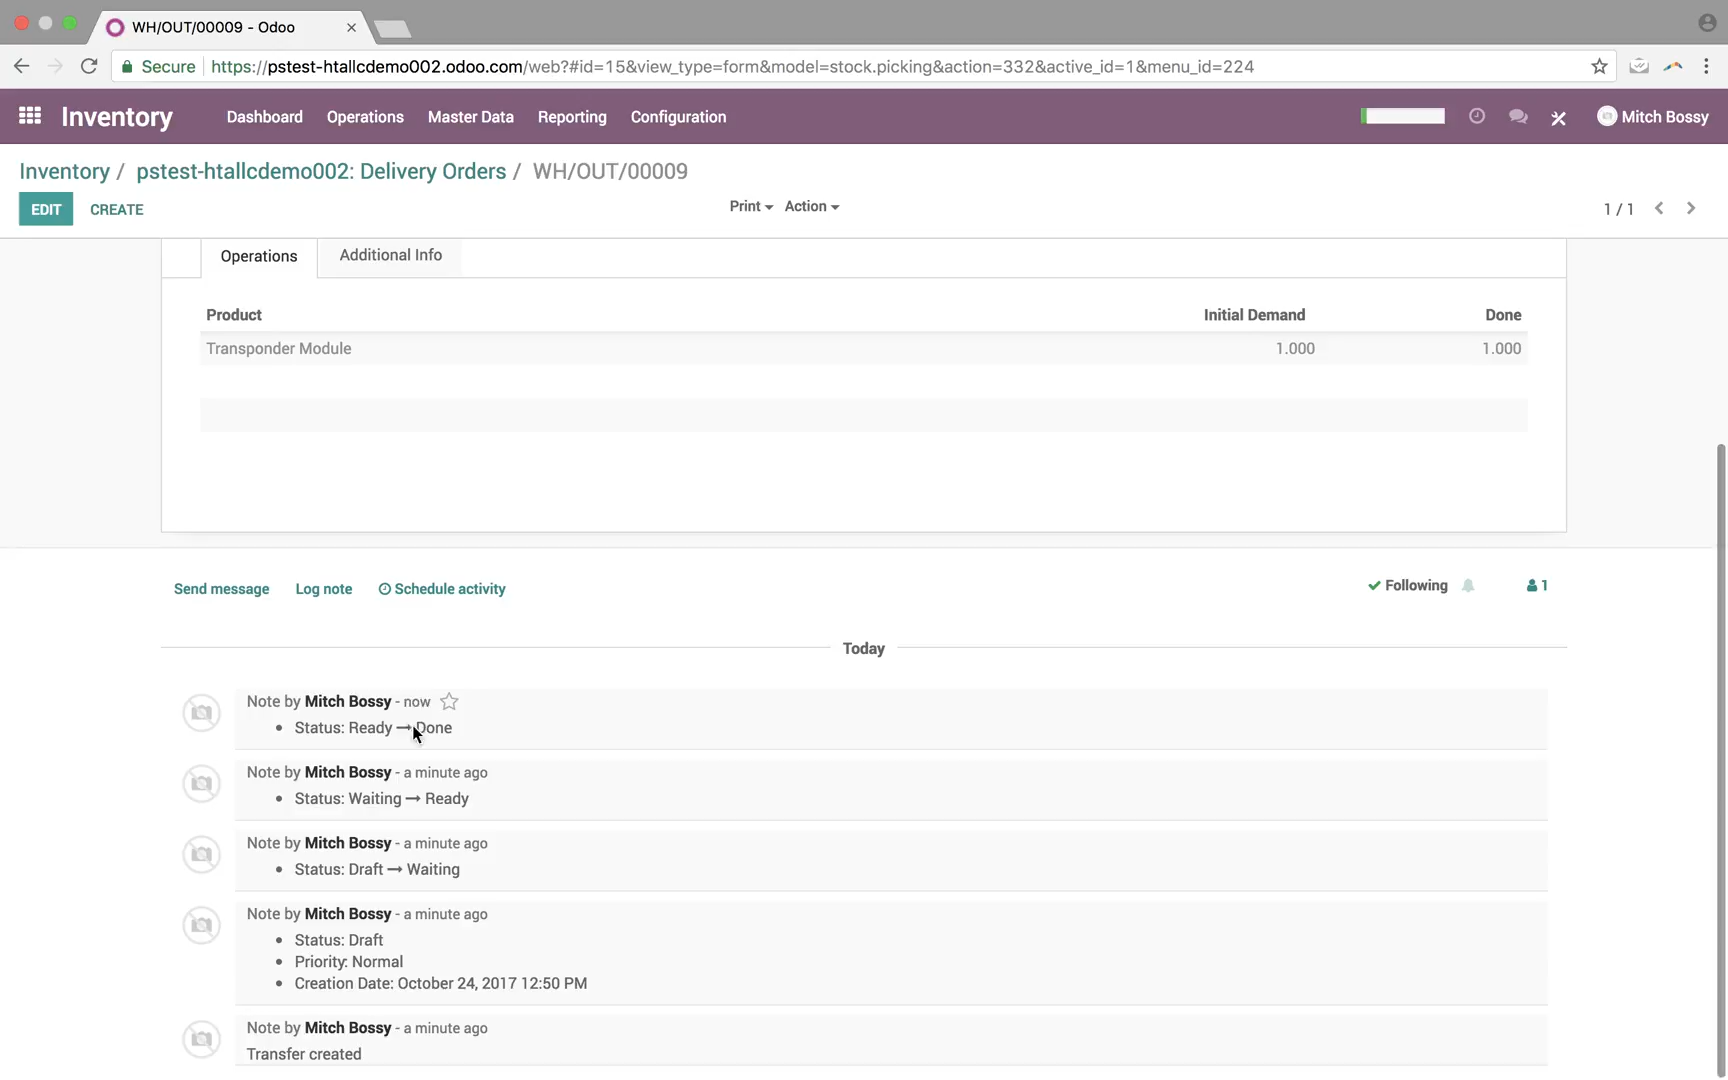 WH/OUT/00009 - Odoo
Secure https://pstest-htallcdemo002.odoo.com/web?#id=15&view_type=form&model=stock.picking&action=332&active_id=1&menu_id=224
Inventory Dashboard Operations Master Data Reporting Configuration Mitch Bossy
Inventory / pstest-htallcdemo002: Delivery Orders / WH/OUT/00009
EDIT CREATE Print Action 1 / 1
Operations Additional Info
Product Initial Demand Done
Transponder Module 1.000 1.000
Send message Log note Schedule activity Following 1
Today
Note by Mitch Bossy - now
• Status: Ready → Done
Note by Mitch Bossy - a minute ago
• Status: Waiting → Ready
Note by Mitch Bossy - a minute ago
• Status: Draft → Waiting
Note by Mitch Bossy - a minute ago
• Status: Draft
• Priority: Normal
• Creation Date: October 24, 2017 12:50 PM
Note by Mitch Bossy - a minute ago
Transfer created